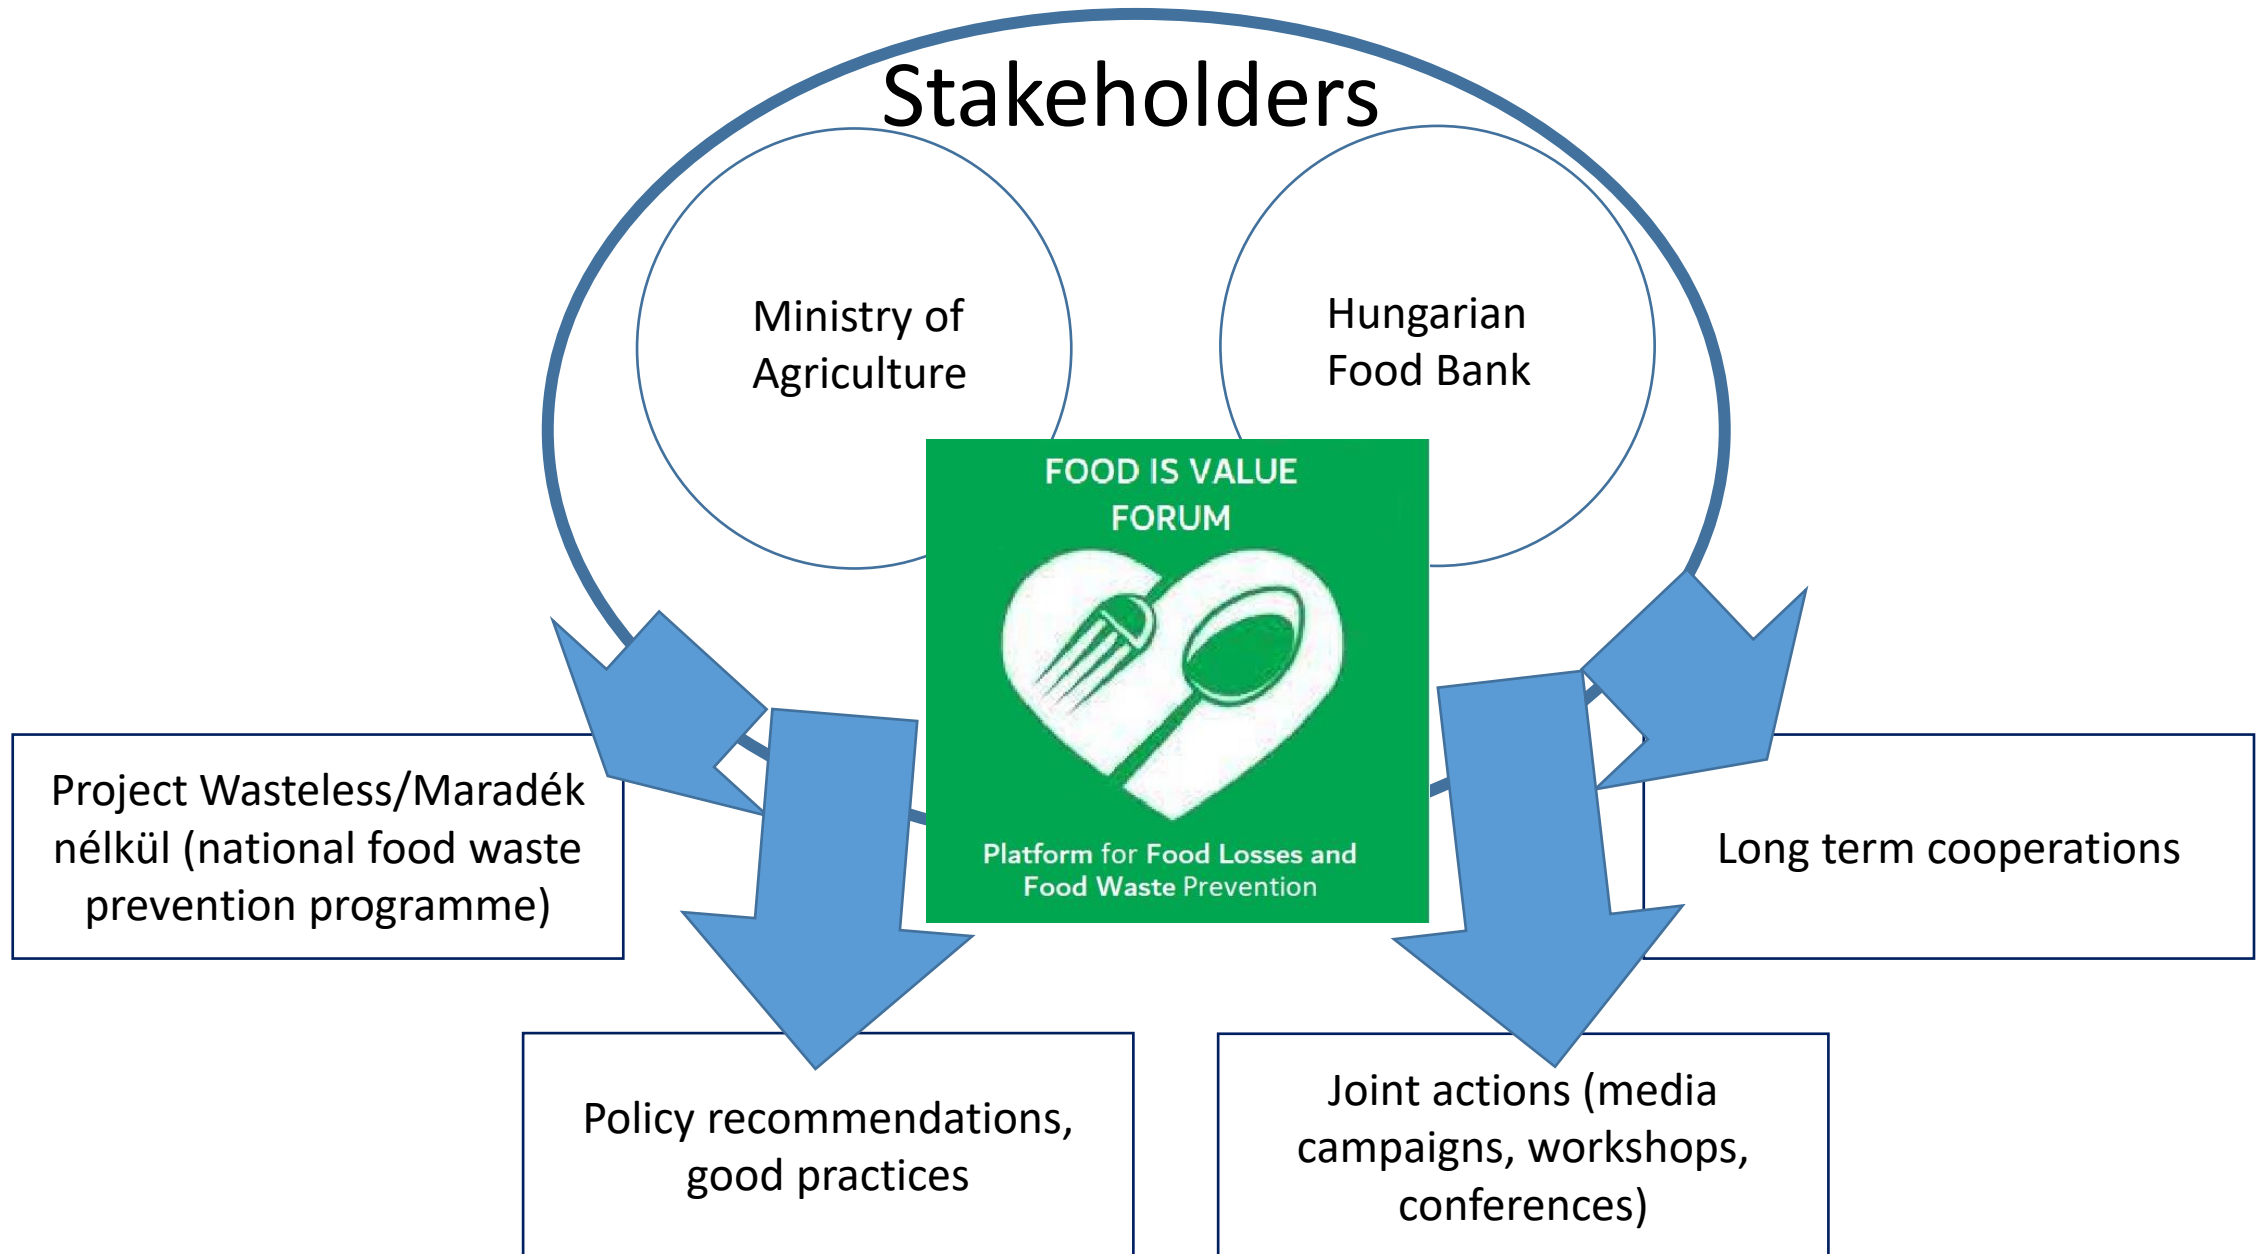 Stakeholders
Ministry of
Agriculture
Hungarian
Food Bank
FOOD IS VALUE
FORUM
Platform for Food Losses and
Food Waste Prevention
Project Wasteless/Maradék
nélkül (national food waste
prevention programme)
Long term cooperations
Policy recommendations,
good practices
Joint actions (media
campaigns, workshops,
conferences)